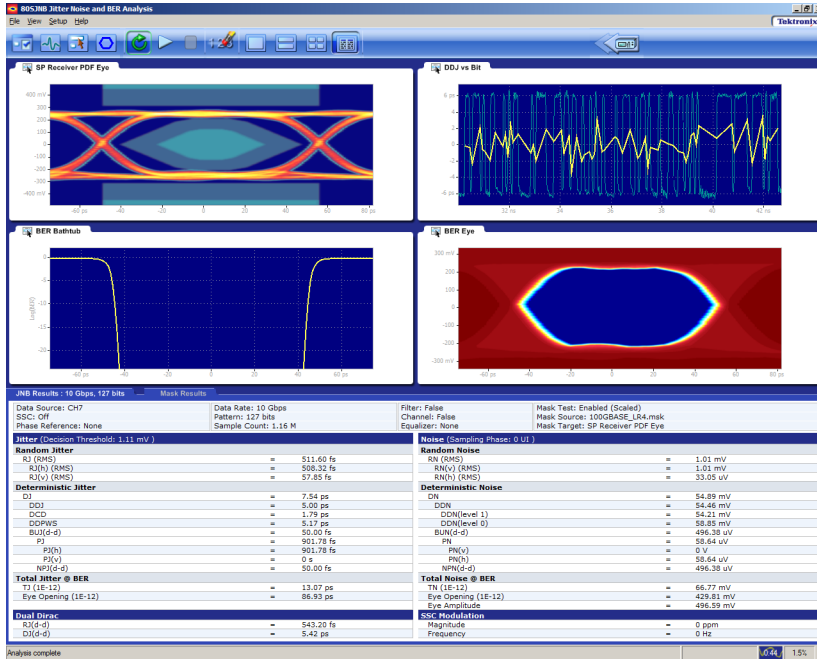 80SJNB Jitter Noise and BER Analysis
File View Setup Help
Tektronix
SP Receiver PDF Eye
400 mV
300
200
100
0
-100
-200
-300
-400 mV
-60 ps -40 -20 0 20 40 60 80 ps
DDJ vs Bit
6 ps
4
2
0
-2
-4
-6 ps
32 ns 34 36 38 40 42 ns
BER Bathtub
Log(BER)
0
-5
-10
-15
-20
-60 ps -40 -20 0 20 40 60 ps
BER Eye
300 mV
200
100
0
-100
-200
-300 mV
-60 ps -40 -20 0 20 40 60 ps
JNB Results : 10 Gbps, 127 bits Mask Results
Data Source: CH7 Data Rate: 10 Gbps Filter: False Mask Test: Enabled (Scaled)
SSC: Off Pattern: 127 bits Channel: False Mask Source: 100GBASE_LR4.msk
Phase Reference: None Sample Count: 1.16 M Equalizer: None Mask Target: SP Receiver PDF Eye
Jitter (Decision Threshold: 1.11 mV )
Random Jitter
RJ (RMS) = 511.60 fs
RJ(h) (RMS) = 508.32 fs
RJ(v) (RMS) = 57.85 fs
Deterministic Jitter
DJ = 7.54 ps
DDJ = 5.00 ps
DCD = 1.79 ps
DDPWS = 5.17 ps
BUJ(d-d) = 50.00 fs
PJ = 901.78 fs
PJ(h) = 901.78 fs
PJ(v) = 0 s
NPJ(d-d) = 50.00 fs
Total Jitter @ BER
TJ (1E-12) = 13.07 ps
Eye Opening (1E-12) = 86.93 ps
Dual Dirac
RJ(d-d) = 543.20 fs
DJ(d-d) = 5.42 ps
Noise (Sampling Phase: 0 UI )
Random Noise
RN (RMS) = 1.01 mV
RN(v) (RMS) = 1.01 mV
RN(h) (RMS) = 33.05 uV
Deterministic Noise
DN = 54.89 mV
DDN = 54.46 mV
DDN(level 1) = 54.21 mV
DDN(level 0) = 58.85 mV
BUN(d-d) = 496.38 uV
PN = 58.64 uV
PN(v) = 0 V
PN(h) = 58.64 uV
NPN(d-d) = 496.38 uV
Total Noise @ BER
TN (1E-12) = 66.77 mV
Eye Opening (1E-12) = 429.81 mV
Eye Amplitude = 496.59 mV
SSC Modulation
Magnitude = 0 ppm
Frequency = 0 Hz
Analysis complete
0:44 1.5%